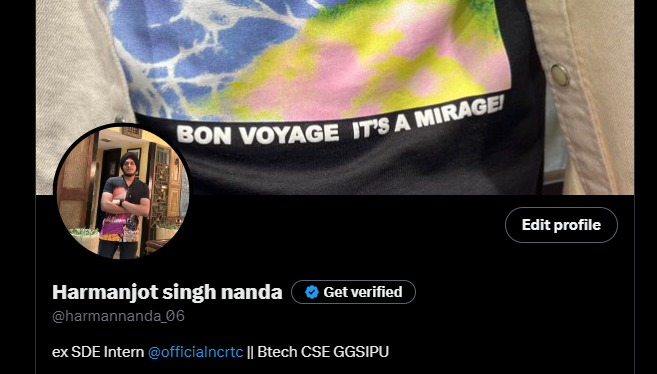 BON VOYAGE IT'S A MIRAGE!
Edit profile
Harmanjot singh nanda Get verified
@harmannanda_06
ex SDE Intern @officialncrtc || Btech CSE GGSIPU